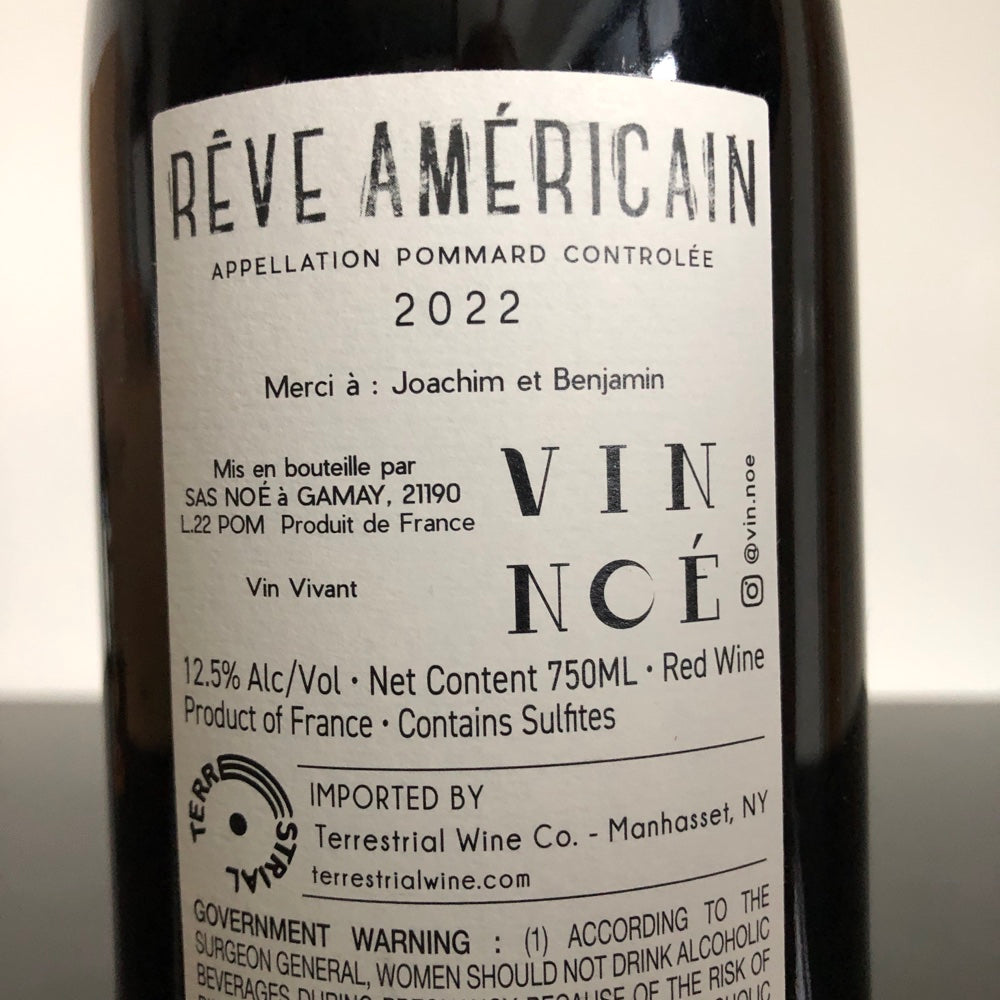 RÊVE AMÉRICAIN
APPELLATION POMMARD CONTROLÉE
2022
Merci à : Joachim et Benjamin
Mis en bouteille par
SAS NOÉ à GAMAY, 21190
L.22 POM Produit de France
Vin Vivant
VIN
NOÉ
@vin.noe
12.5% Alc/Vol • Net Content 750ML • Red Wine
Product of France • Contains Sulfites
TERRESTRIAL
IMPORTED BY
Terrestrial Wine Co. - Manhasset, NY
terrestrialwine.com
GOVERNMENT WARNING : (1) ACCORDING TO THE
SURGEON GENERAL, WOMEN SHOULD NOT DRINK ALCOHOLIC
BEVERAGES DURING PREGNANCY BECAUSE OF THE RISK OF